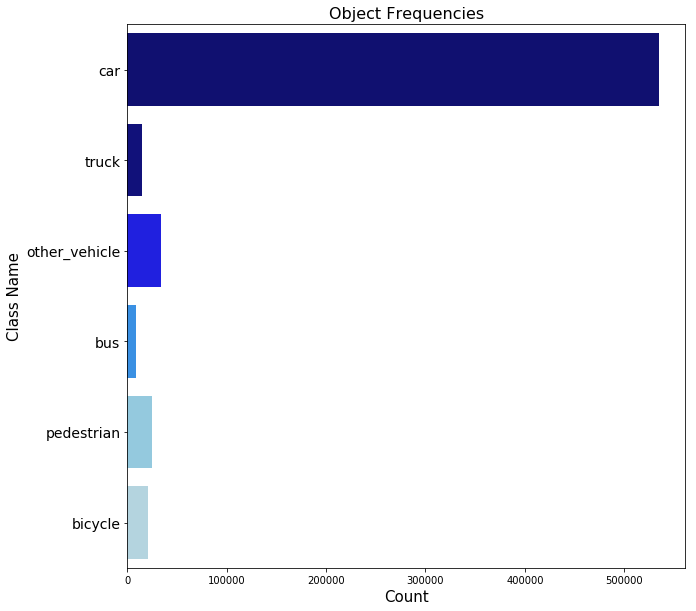 Object Frequencies
Class Name
car
truck
other_vehicle
bus
pedestrian
bicycle
0 100000 200000 300000 400000 500000
Count